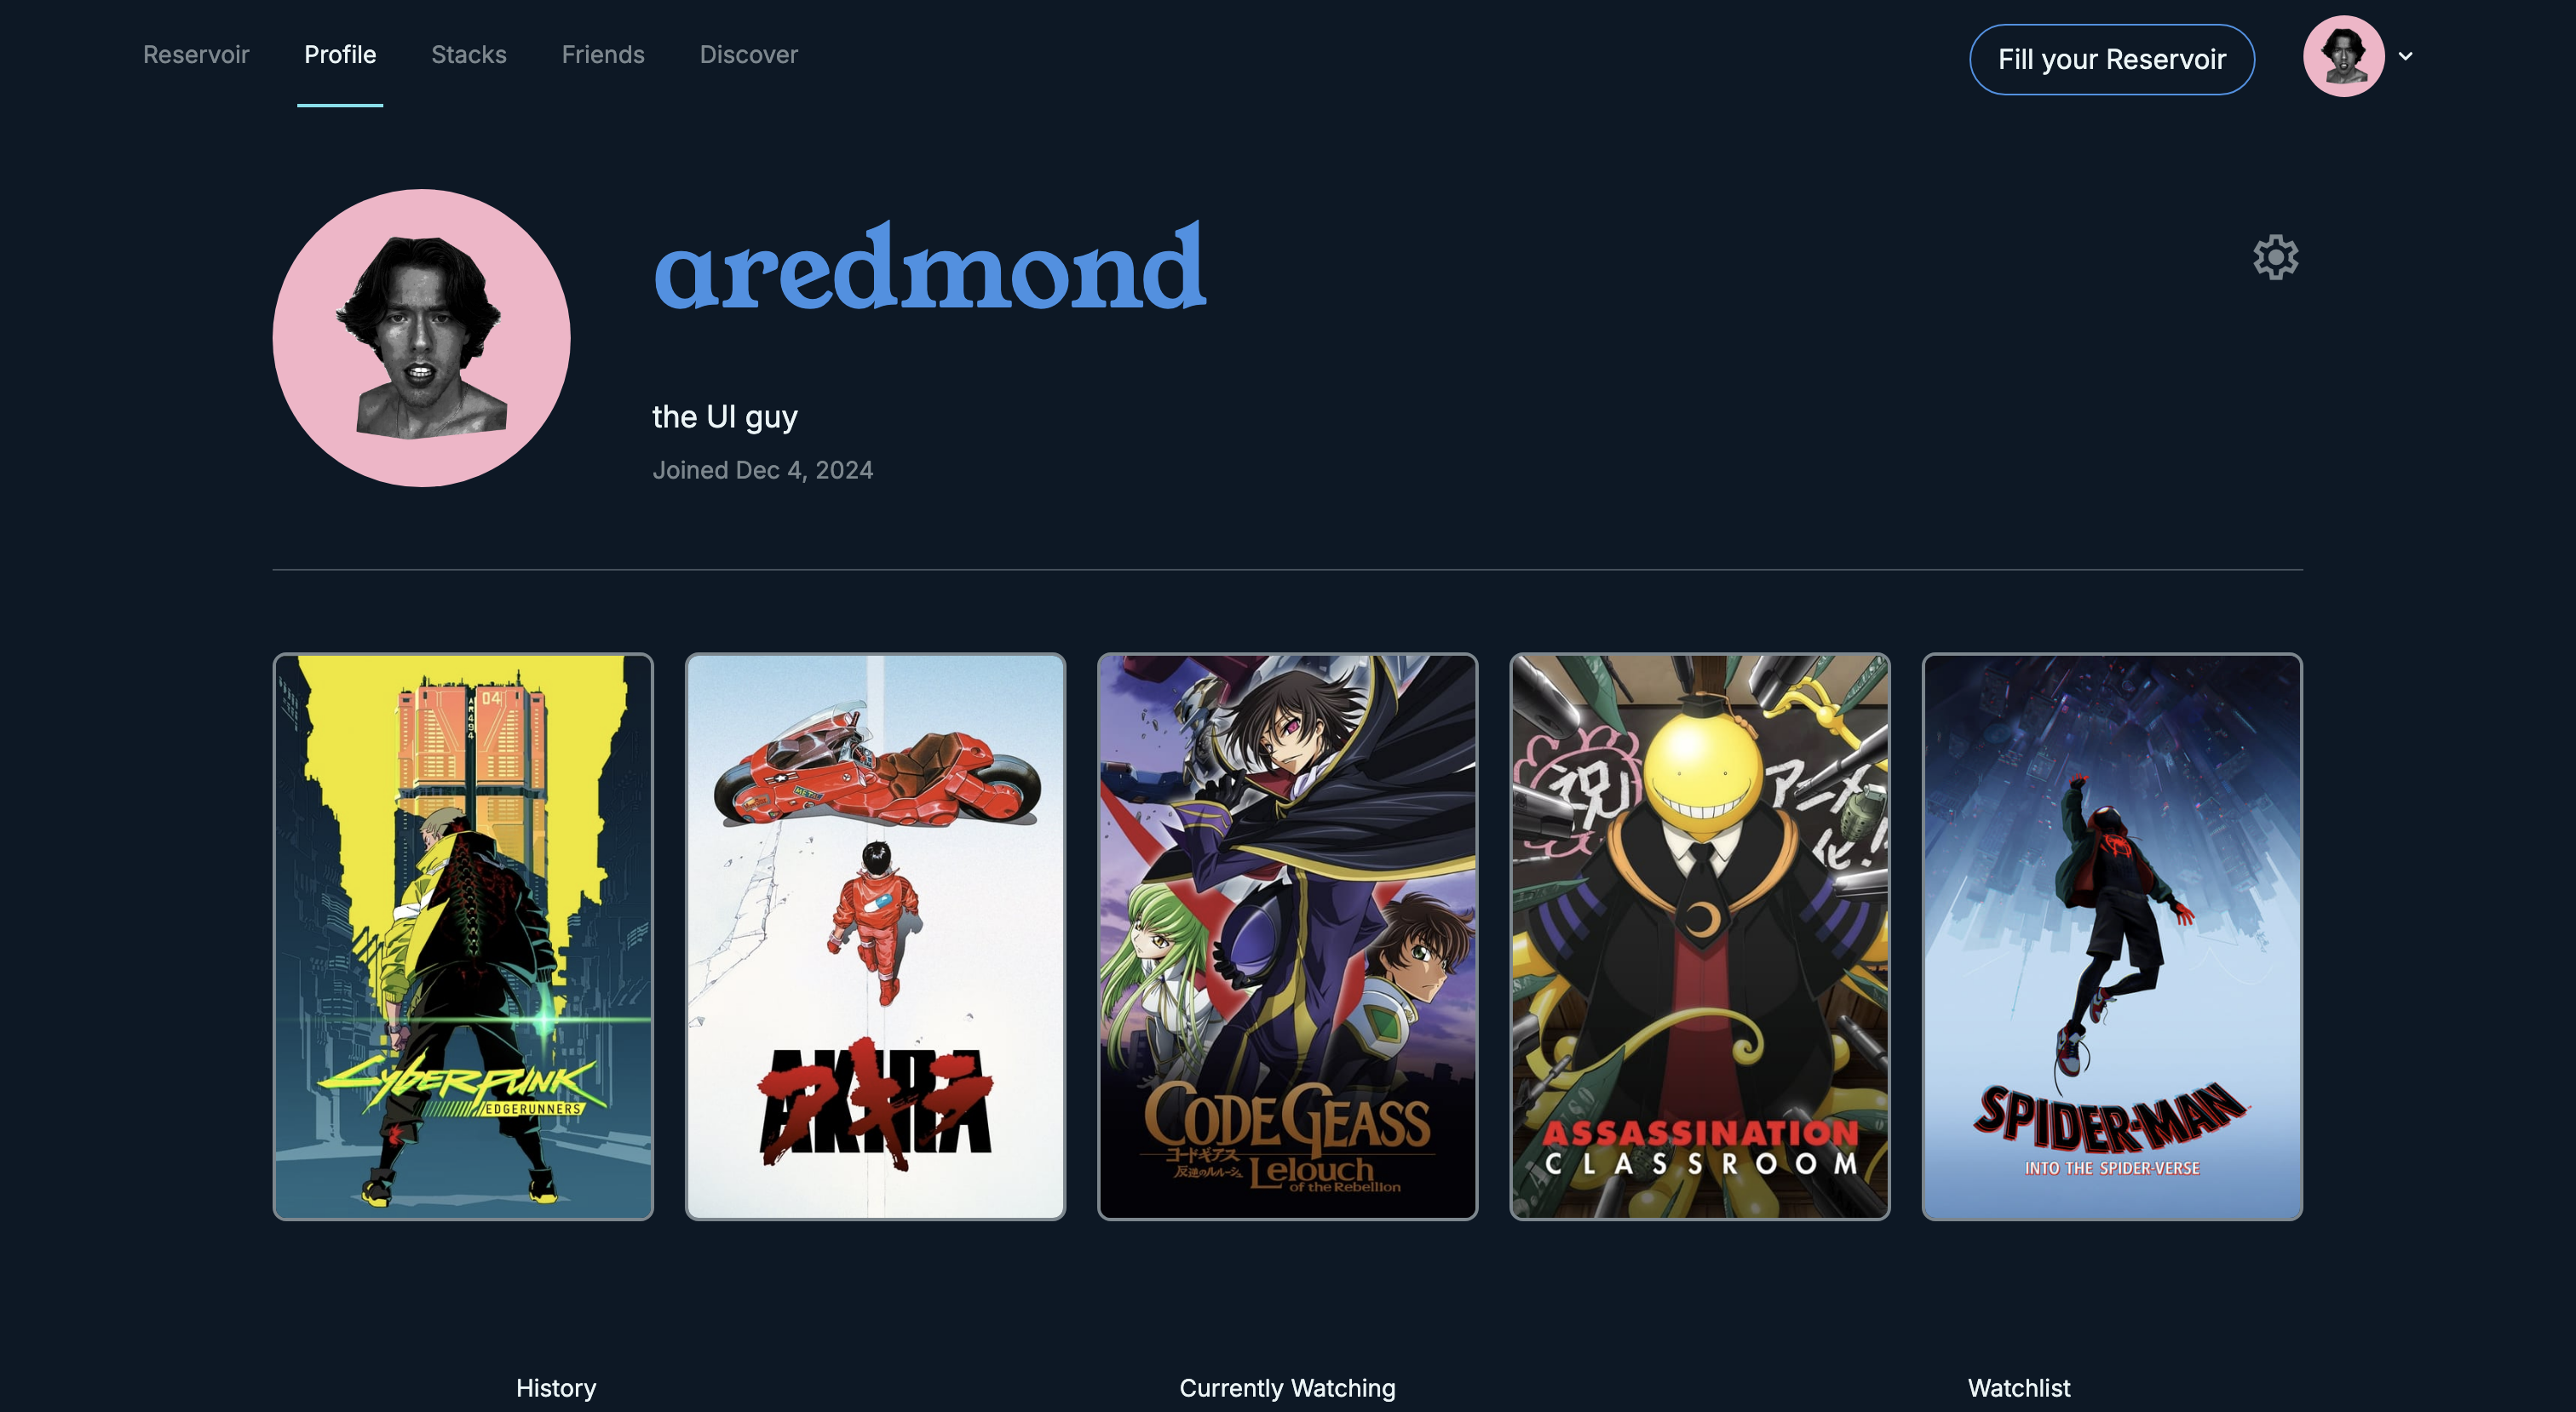 Reservoir Profile Stacks Friends Discover Fill your Reservoir
aredmond
the UI guy
Joined Dec 4, 2024
04
CYBERPUNK
EDGERUNNERS
AKIRA
アキラ
CODE GEASS
コードギアス
反逆のルルーシュ
Lelouch
of the Rebellion
祝
アニメ
化!
ASSASSINATION
CLASSROOM
SPIDER-MAN
INTO THE SPIDER-VERSE
History Currently Watching Watchlist